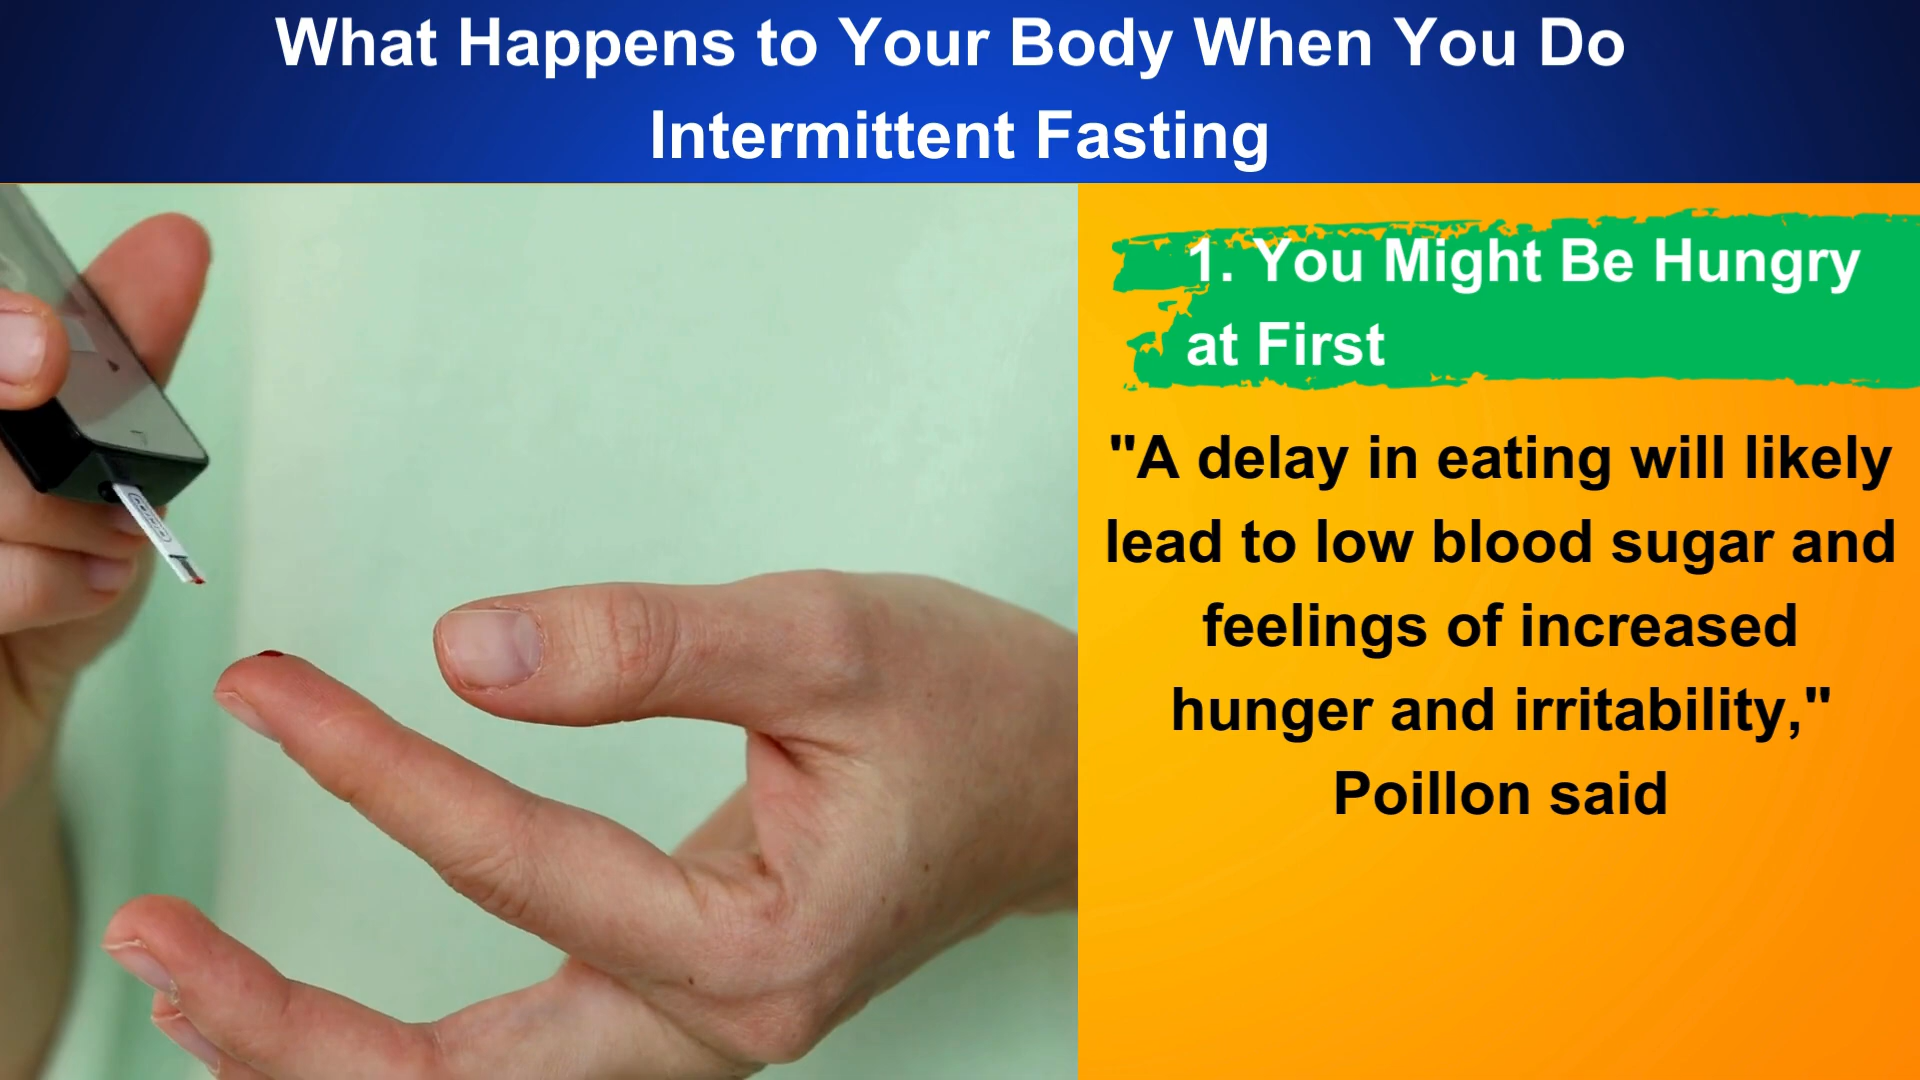 What Happens to Your Body When You Do
Intermittent Fasting
1. You Might Be Hungry
at First
"A delay in eating will likely
lead to low blood sugar and
feelings of increased
hunger and irritability,"
Poillon said